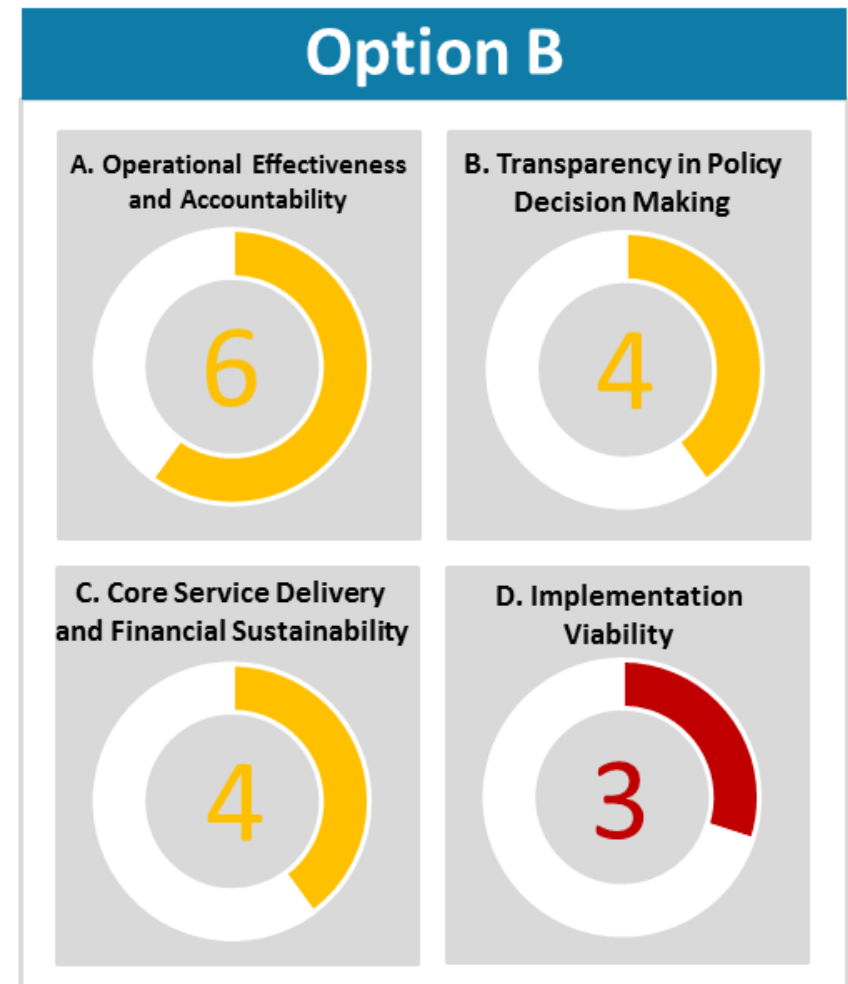 Option B
A. Operational Effectiveness
and Accountability
6
B. Transparency in Policy
Decision Making
4
C. Core Service Delivery
and Financial Sustainability
4
D. Implementation
Viability
3